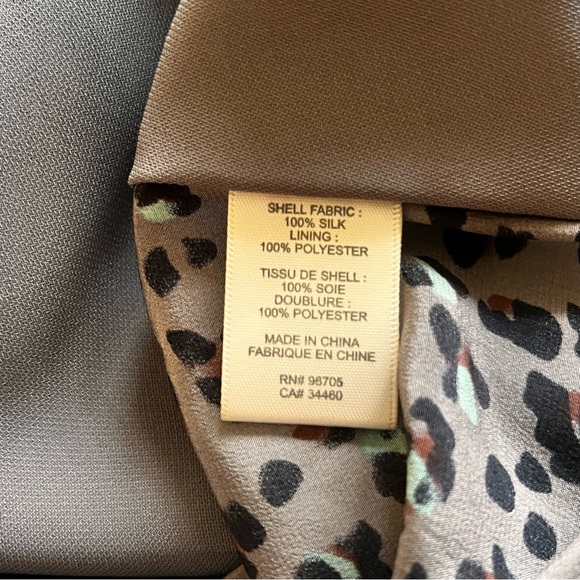 SHELL FABRIC :
100% SILK
LINING :
100% POLYESTER
TISSU DE SHELL :
100% SOIE
DOUBLURE :
100% POLYESTER
MADE IN CHINA
FABRIQUE EN CHINE
RN# 96705
CA# 34460